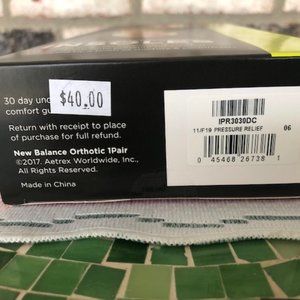 30 day unc
comfort gu
$40.00
Return with receipt to place
of purchase for full refund.
New Balance Orthotic 1Pair
©2017. Aetrex Worldwide, Inc.,
All Rights Reserved.
Made in China
IPR3030DC
11/F19 PRESSURE RELIEF 06
0 45468 26738 1